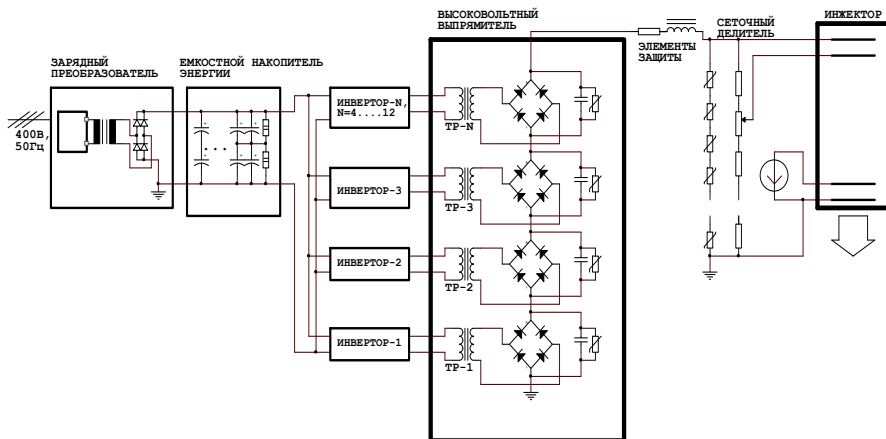 ВЫСОКОВОЛЬТНЫЙ
ВЫПРЯМИТЕЛЬ
СЕТОЧНЫЙ
ДЕЛИТЕЛЬ
ИНЖЕКТОР
ЭЛЕМЕНТЫ
ЗАЩИТЫ
ЗАРЯДНЫЙ
ПРЕОБРАЗОВАТЕЛЬ
ЕМКОСТНОЙ НАКОПИТЕЛЬ
ЭНЕРГИИ
400В,
50Гц
ИНВЕРТОР-N,
N=4....12
ТР-N
ИНВЕРТОР-3
ТР-3
ИНВЕРТОР-2
ТР-2
ИНВЕРТОР-1
ТР-1